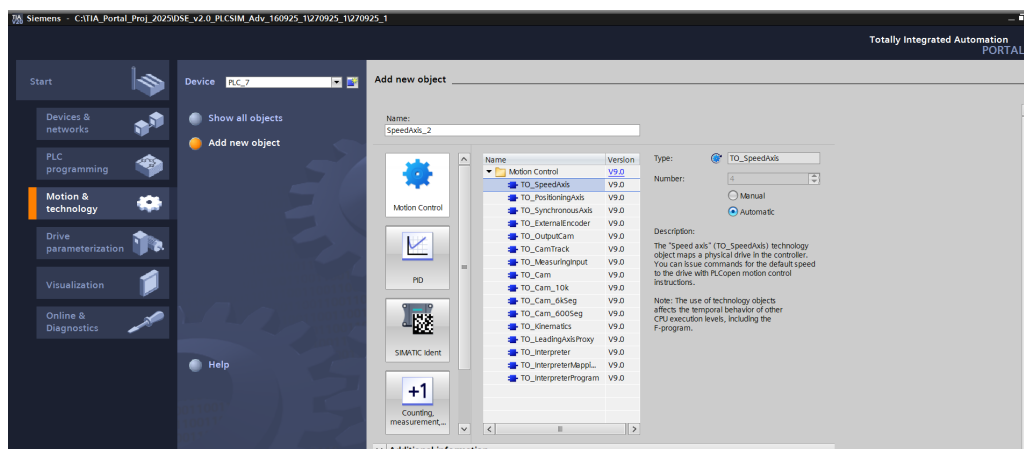 Siemens - C:\TIA_Portal_Proj_2025\DSE_v2.0_PLCSIM_Adv_160925_1\270925_1\270925_1
Totally Integrated Automation
PORTAL
Start
Devices &
networks
PLC
programming
Motion &
technology
Drive
parameterization
Visualization
Online &
Diagnostics
Device PLC_7
Show all objects
Add new object
Help
Add new object
Name:
SpeedAxis_2
Motion Control
PID
SIMATIC Ident
+1
Counting,
measurement,...
Name Version
Motion Control V9.0
TO_SpeedAxis V9.0
TO_PositioningAxis V9.0
TO_SynchronousAxis V9.0
TO_ExternalEncoder V9.0
TO_OutputCam V9.0
TO_CamTrack V9.0
TO_MeasuringInput V9.0
TO_Cam V9.0
TO_Cam_10k V9.0
TO_Cam_6kSeg V9.0
TO_Cam_600Seg V9.0
TO_Kinematics V9.0
TO_LeadingAxisProxy V9.0
TO_Interpreter V9.0
TO_InterpreterMappi... V9.0
TO_InterpreterProgram V9.0
Type: TO_SpeedAxis
Number: 4
Manual
Automatic
Description:
The "Speed axis" (TO_SpeedAxis) technology
object maps a physical drive in the controller.
You can issue commands for the default speed
to the drive with PLCopen motion control
instructions.
Note: The use of technology objects
affects the temporal behavior of other
CPU execution levels, including the
F-program.
Additional information